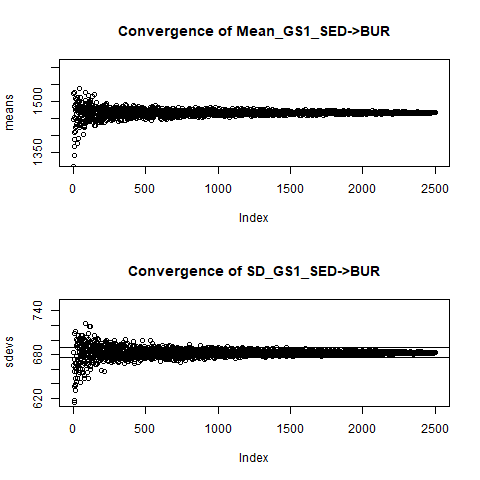 Convergence of Mean_GS1_SED->BUR
means
1500
1350
0 500 1000 1500 2000 2500
Index
Convergence of SD_GS1_SED->BUR
sdevs
740
680
620
0 500 1000 1500 2000 2500
Index